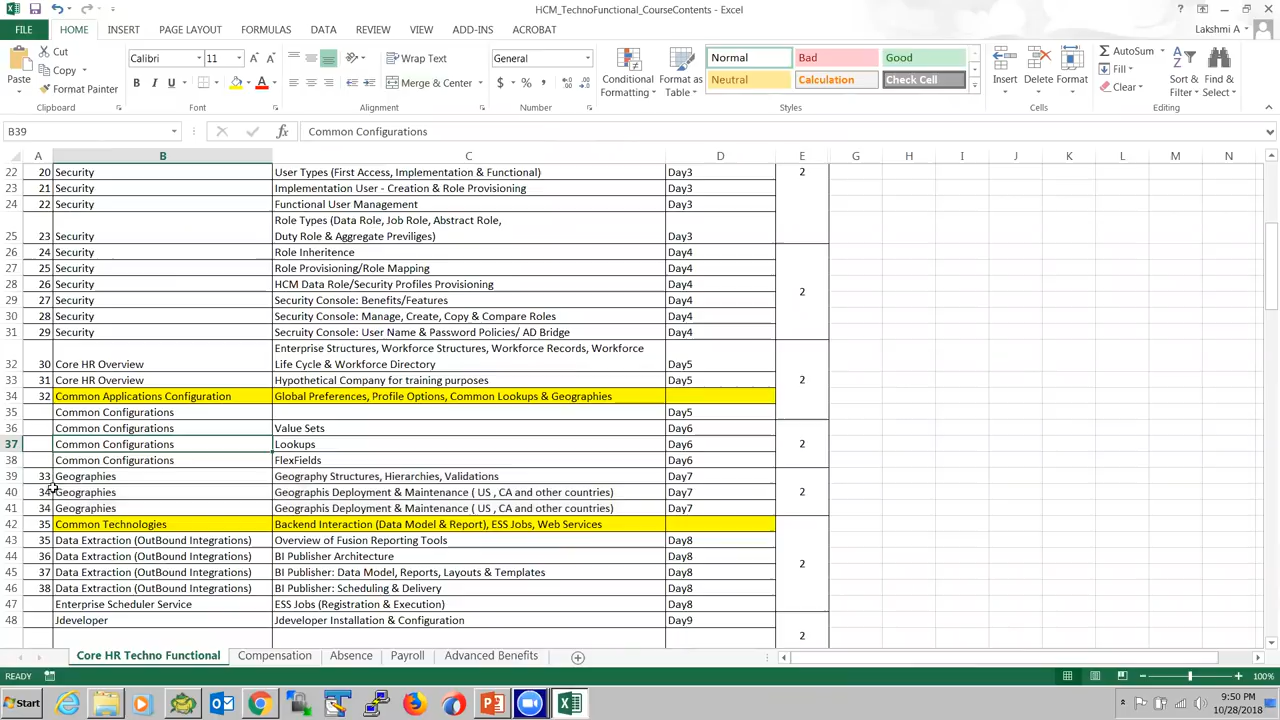 HCM_TechnoFunctional_CourseContents - Excel
FILE HOME INSERT PAGE LAYOUT FORMULAS DATA REVIEW VIEW ADD-INS ACROBAT Lakshmi A
Paste Cut Copy Format Painter Clipboard
Calibri 11 B I U Font
Wrap Text Merge & Center Alignment
General $ % , Number
Conditional Formatting Format as Table
Normal Bad Good
Neutral Calculation Check Cell
Styles
Insert Delete Format Cells
AutoSum Fill Clear Sort & Filter Find & Select Editing
B39 fx Common Configurations
A B C D E G H I J K L M N
22 20 Security User Types (First Access, Implementation & Functional) Day3 2
23 21 Security Implementation User - Creation & Role Provisioning Day3
24 22 Security Functional User Management Day3
Role Types (Data Role, Job Role, Abstract Role,
25 23 Security Duty Role & Aggregate Previliges) Day3
26 24 Security Role Inheritence Day4
27 25 Security Role Provisioning/Role Mapping Day4
28 26 Security HCM Data Role/Security Profiles Provisioning Day4 2
29 27 Security Security Console: Benefits/Features Day4
30 28 Security Security Console: Manage, Create, Copy & Compare Roles Day4
31 29 Security Secruity Console: User Name & Password Policies/ AD Bridge Day4
Enterprise Structures, Workforce Structures, Workforce Records, Workforce
32 30 Core HR Overview Life Cycle & Workforce Directory Day5
33 31 Core HR Overview Hypothetical Company for training purposes Day5 2
34 32 Common Applications Configuration Global Preferences, Profile Options, Common Lookups & Geographies
35 Common Configurations Day5
36 Common Configurations Value Sets Day6
37 Common Configurations Lookups Day6 2
38 Common Configurations FlexFields Day6
39 33 Geographies Geography Structures, Hierarchies, Validations Day7
40 34 Geographies Geographis Deployment & Maintenance ( US , CA and other countries) Day7 2
41 34 Geographies Geographis Deployment & Maintenance ( US , CA and other countries) Day7
42 35 Common Technologies Backend Interaction (Data Model & Report), ESS Jobs, Web Services
43 35 Data Extraction (OutBound Integrations) Overview of Fusion Reporting Tools Day8
44 36 Data Extraction (OutBound Integrations) BI Publisher Architecture Day8 2
45 37 Data Extraction (OutBound Integrations) BI Publisher: Data Model, Reports, Layouts & Templates Day8
46 38 Data Extraction (OutBound Integrations) BI Publisher: Scheduling & Delivery Day8
47 Enterprise Scheduler Service ESS Jobs (Registration & Execution) Day8
48 Jdeveloper Jdeveloper Installation & Configuration Day9
2
Core HR Techno Functional Compensation Absence Payroll Advanced Benefits
READY 100%
Start 9:50 PM
10/28/2018